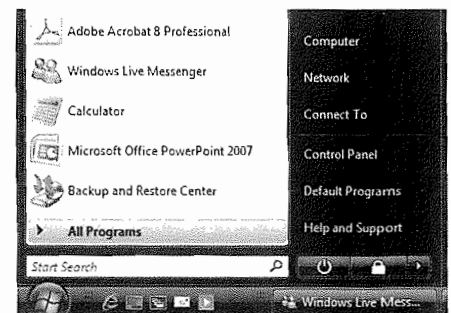 Adobe Acrobat 8 Professional
Windows Live Messenger
Calculator
Microsoft Office PowerPoint 2007
Backup and Restore Center
All Programs
Start Search
Computer
Network
Connect To
Control Panel
Default Programs
Help and Support
Windows Live Mess...